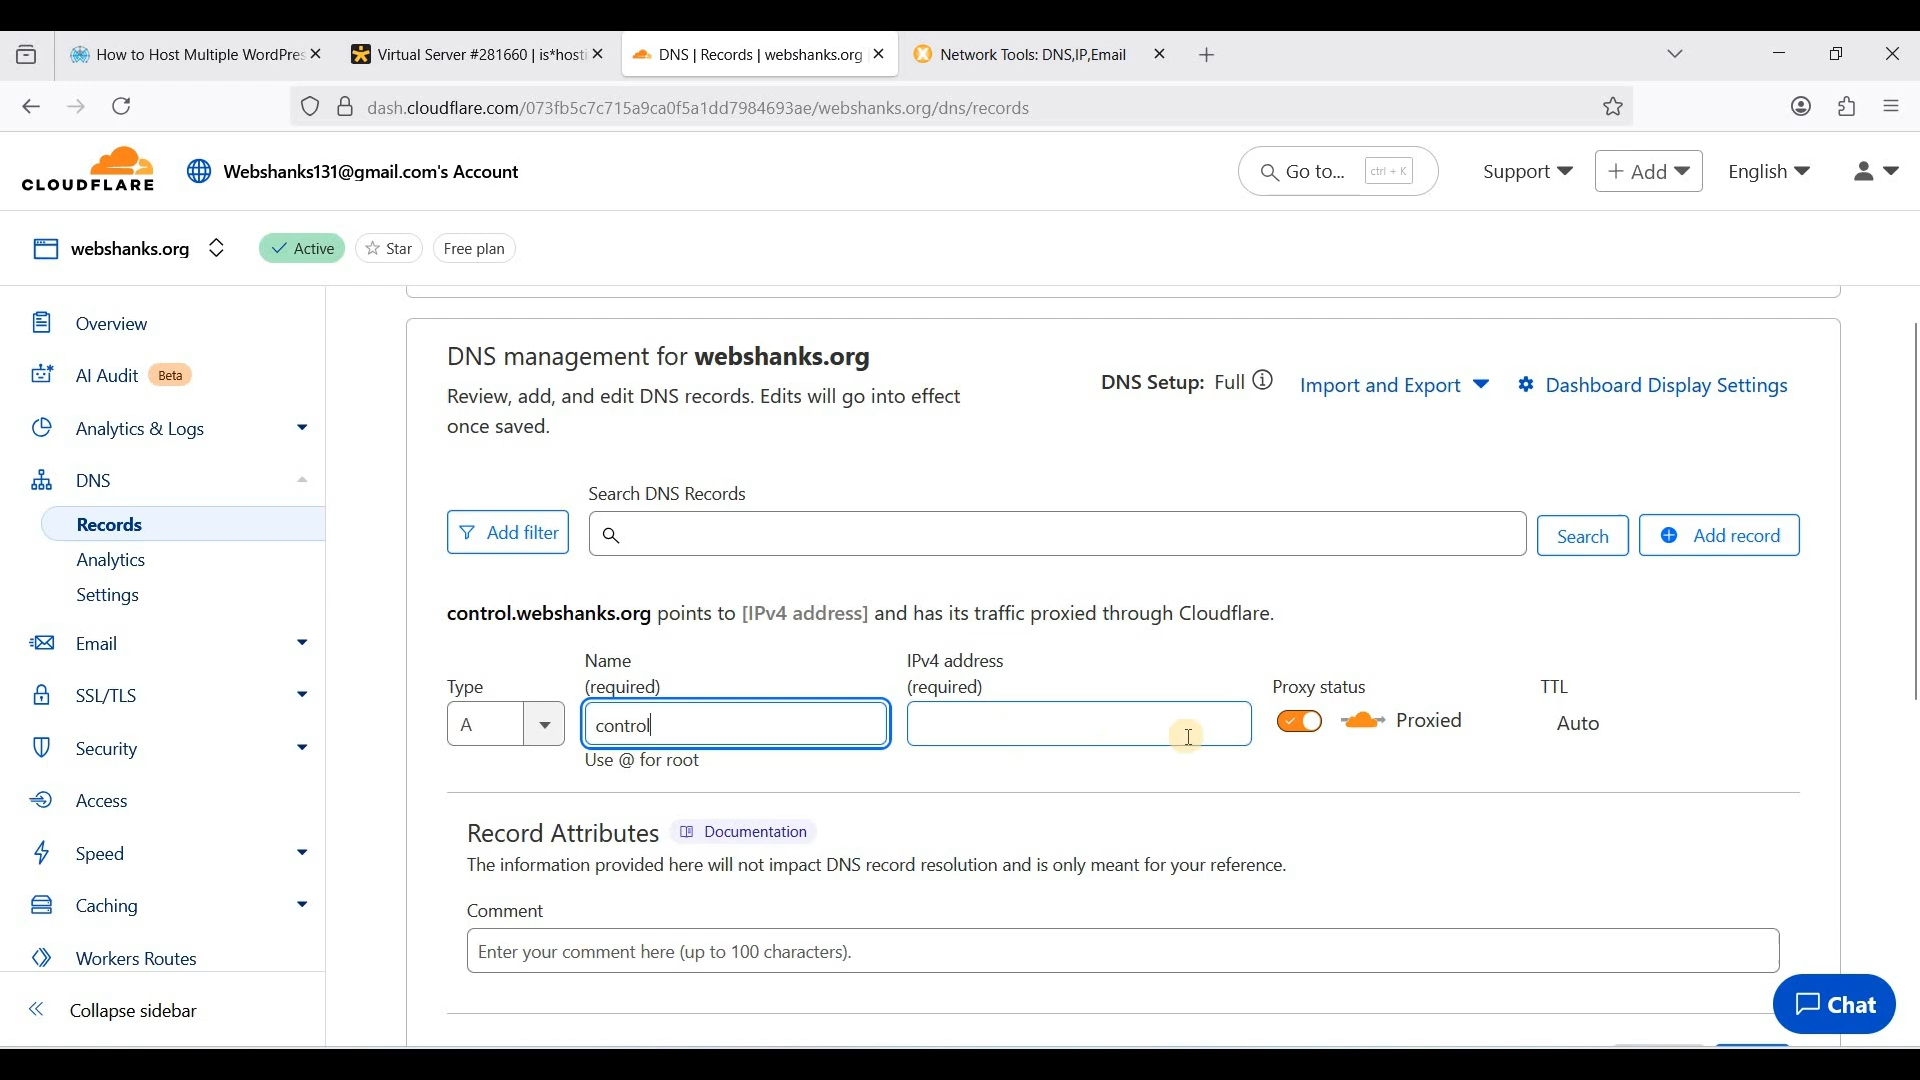 How to Host Multiple WordPres
Virtual Server #281660 | is*hosti
DNS | Records | webshanks.org
Network Tools: DNS,IP,Email
dash.cloudflare.com/073fb5c7c715a9ca0f5a1dd7984693ae/webshanks.org/dns/records
CLOUDFLARE
Webshanks131@gmail.com's Account
Go to...
ctrl + K
Support
+ Add
English
webshanks.org
Active
Star
Free plan
Overview
AI Audit Beta
Analytics & Logs
DNS
Records
Analytics
Settings
Email
SSL/TLS
Security
Access
Speed
Caching
Workers Routes
Collapse sidebar
DNS management for webshanks.org
Review, add, and edit DNS records. Edits will go into effect
once saved.
DNS Setup: Full
Import and Export
Dashboard Display Settings
Search DNS Records
Add filter
Search
Add record
control.webshanks.org points to [IPv4 address] and has its traffic proxied through Cloudflare.
Type
Name
(required)
IPv4 address
(required)
Proxy status
TTL
A
control
Proxied
Auto
Use @ for root
Record Attributes
Documentation
The information provided here will not impact DNS record resolution and is only meant for your reference.
Comment
Enter your comment here (up to 100 characters).
Chat